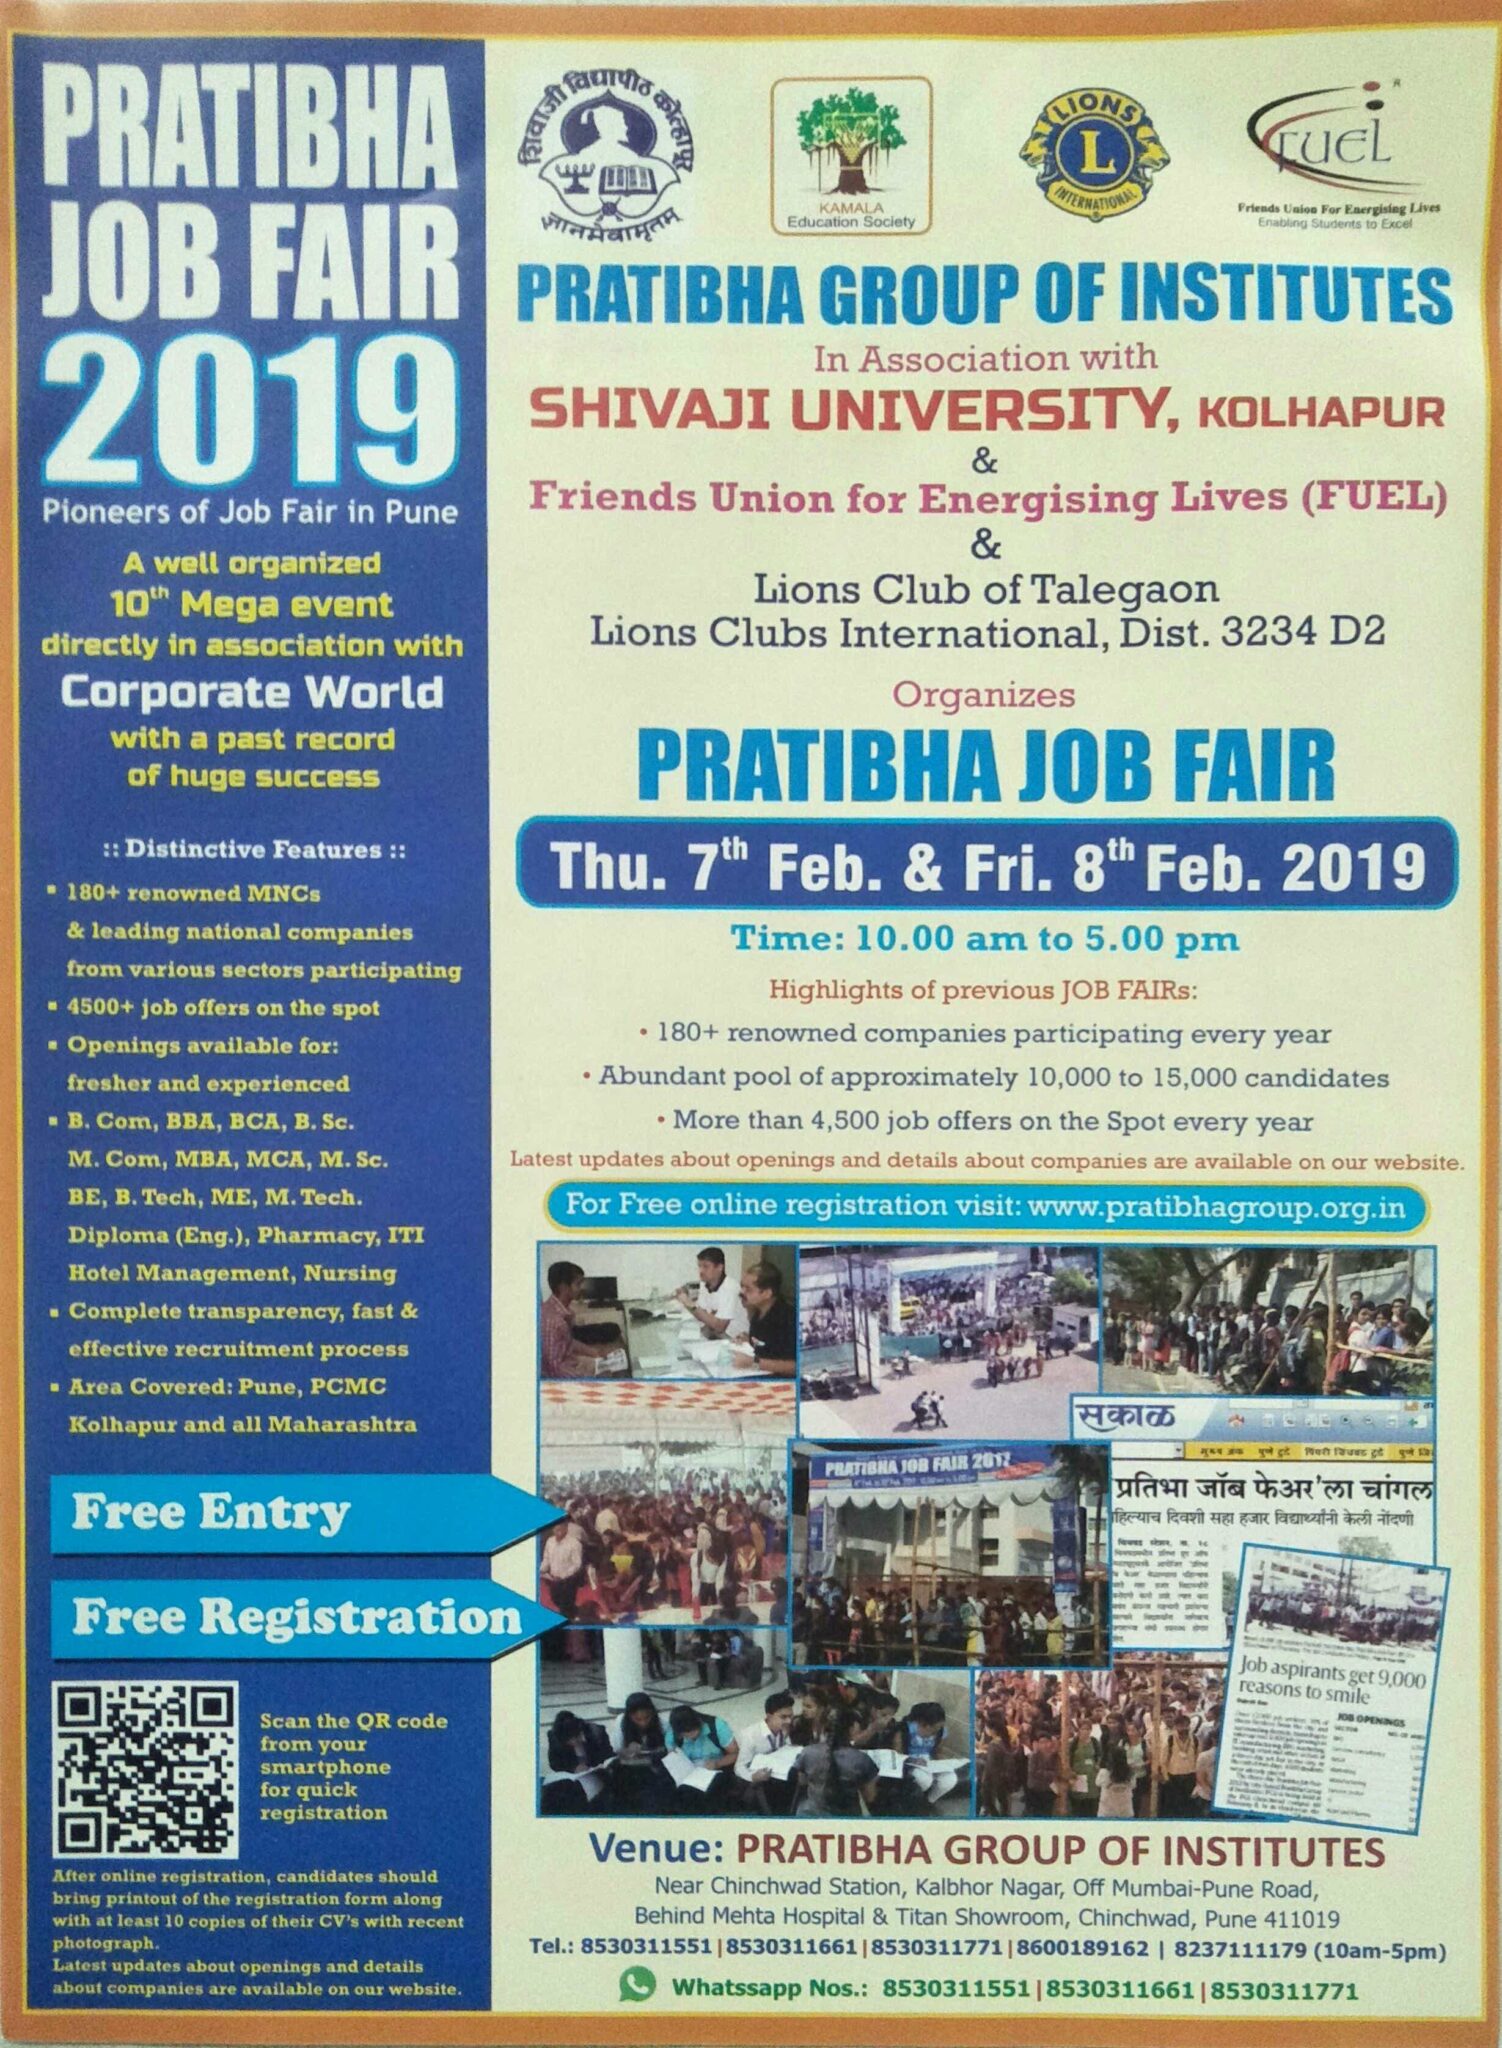 PRATIBHA
JOB FAIR
2019
Pioneers of Job Fair in Pune
A well organized
10th Mega event
directly in association with
Corporate World
with a past record
of huge success
:: Distinctive Features ::
▪ 180+ renowned MNCs
& leading national companies
from various sectors participating
▪ 4500+ job offers on the spot
▪ Openings available for:
fresher and experienced
▪ B. Com, BBA, BCA, B. Sc.
M. Com, MBA, MCA, M. Sc.
BE, B. Tech, ME, M. Tech.
Diploma (Eng.), Pharmacy, ITI
Hotel Management, Nursing
▪ Complete transparency, fast &
effective recruitment process
▪ Area Covered: Pune, PCMC
Kolhapur and all Maharashtra
Free Entry
Free Registration
Scan the QR code
from your
smartphone
for quick
registration
After online registration, candidates should
bring printout of the registration form along
with at least 10 copies of their CV's with recent
photograph.
Latest updates about openings and details
about companies are available on our website.
शिवाजी विद्यापीठ कोल्हापूर
ज्ञानमेवामृतम्
KAMALA
Education Society
LIONS
L
INTERNATIONAL
FUEL
Friends Union For Energising Lives
Enabling Students to Excel
PRATIBHA GROUP OF INSTITUTES
In Association with
SHIVAJI UNIVERSITY, KOLHAPUR
&
Friends Union for Energising Lives (FUEL)
&
Lions Club of Talegaon
Lions Clubs International, Dist. 3234 D2
Organizes
PRATIBHA JOB FAIR
Thu. 7th Feb. & Fri. 8th Feb. 2019
Time: 10.00 am to 5.00 pm
Highlights of previous JOB FAIRs:
• 180+ renowned companies participating every year
• Abundant pool of approximately 10,000 to 15,000 candidates
• More than 4,500 job offers on the Spot every year
Latest updates about openings and details about companies are available on our website.
For Free online registration visit: www.pratibhagroup.org.in
सकाळ
मुख्य अंक पुणे टुडे पिंपरी चिंचवड टुडे
PRATIBHA JOB FAIR 2017
प्रतिभा जॉब फेअर'ला चांगल
हिल्याच दिवशी सहा हजार विद्यार्थ्यांनी केली नोंदणी
Job aspirants get 9,000
reasons to smile
JOB OPENINGS
Venue: PRATIBHA GROUP OF INSTITUTES
Near Chinchwad Station, Kalbhor Nagar, Off Mumbai-Pune Road,
Behind Mehta Hospital & Titan Showroom, Chinchwad, Pune 411019
Tel.: 8530311551|8530311661|8530311771|8600189162 | 8237111179 (10am-5pm)
Whatssapp Nos.: 8530311551|8530311661|8530311771